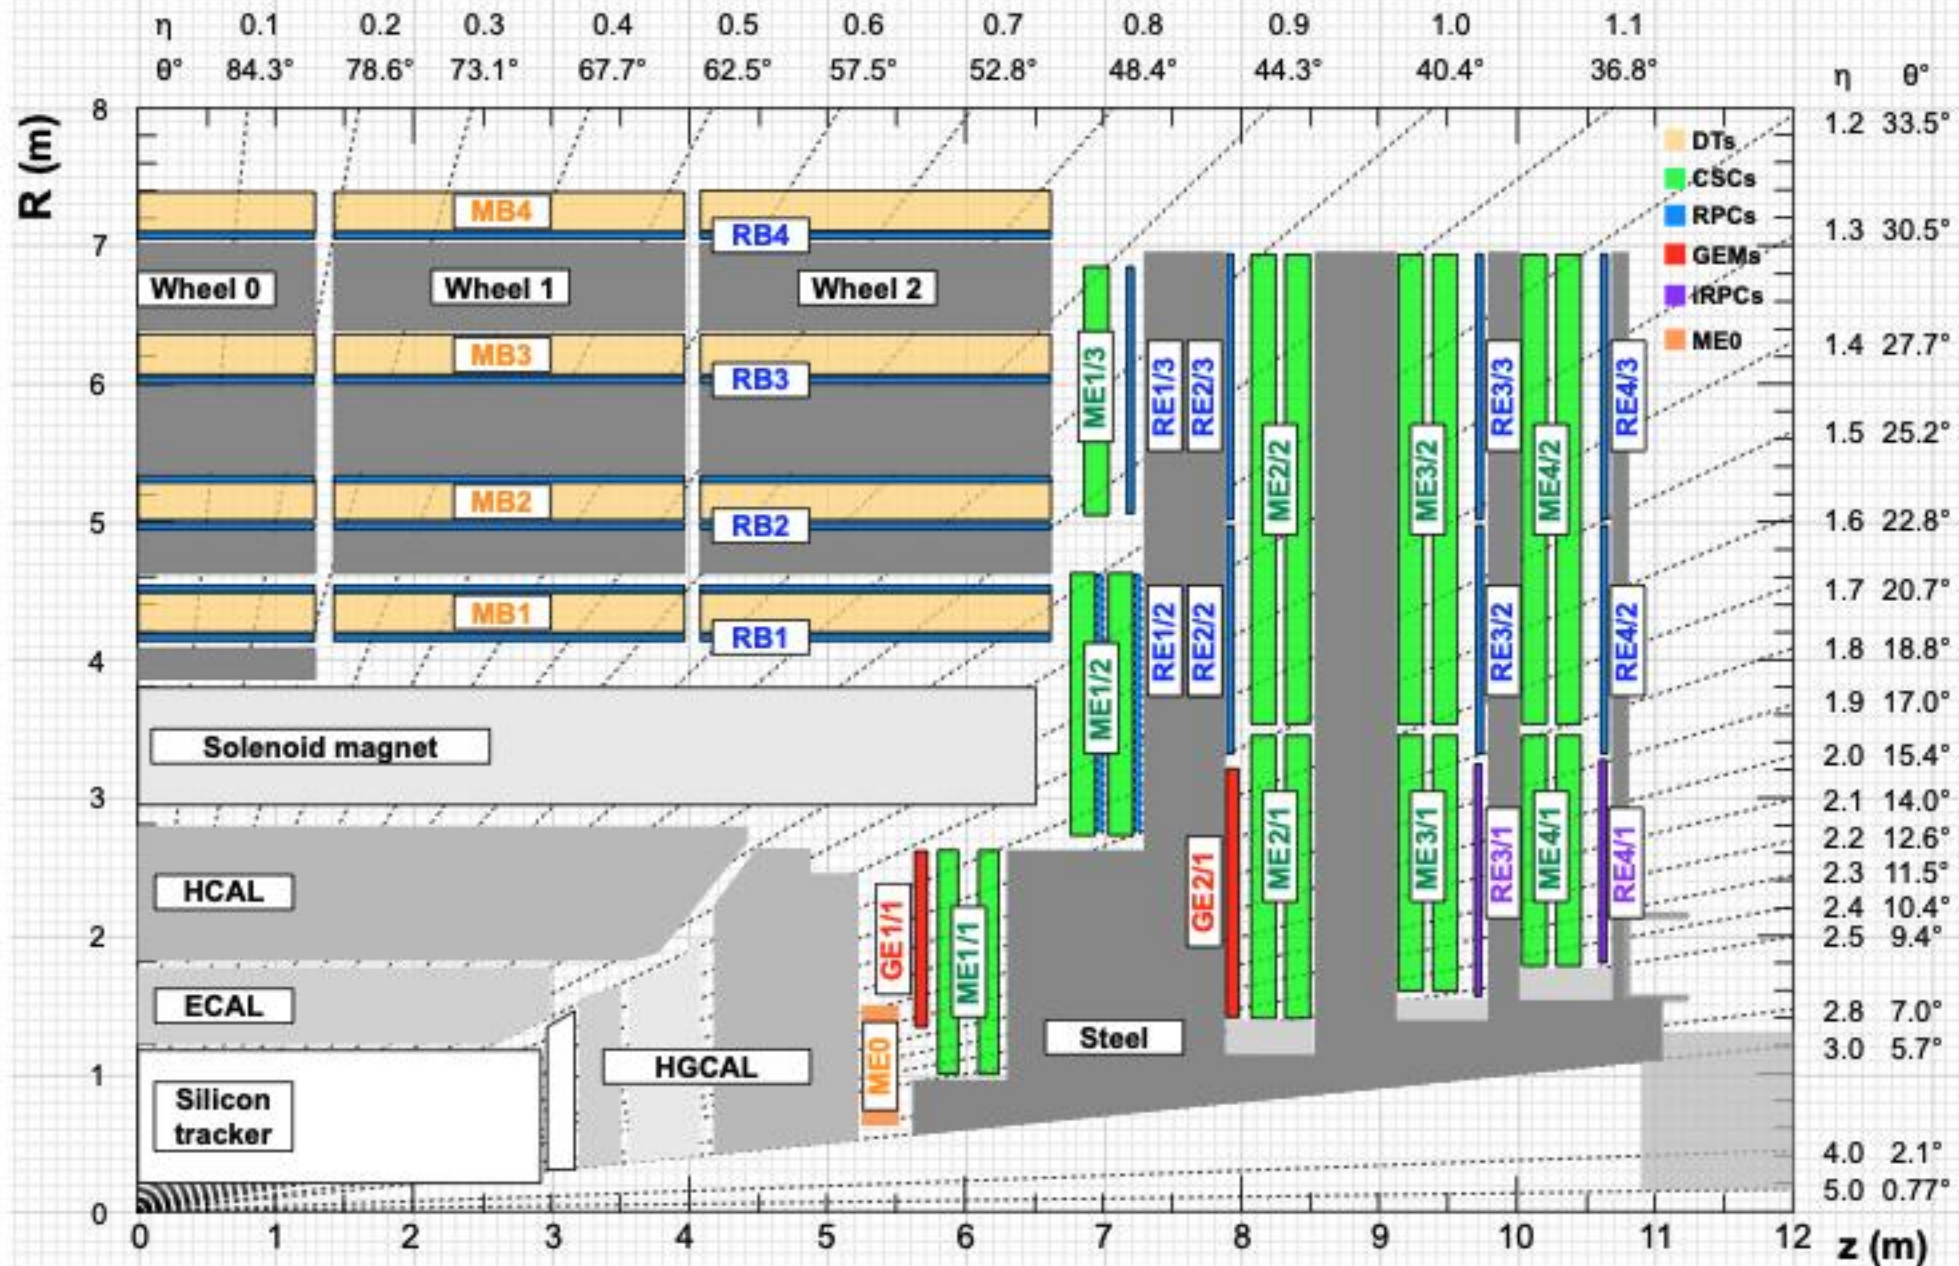 η 0.1 0.2 0.3 0.4 0.5 0.6 0.7 0.8 0.9 1.0 1.1
θ° 84.3° 78.6° 73.1° 67.7° 62.5° 57.5° 52.8° 48.4° 44.3° 40.4° 36.8° η θ°
R (m)
8
7
6
5
4
3
2
1
0
0 1 2 3 4 5 6 7 8 9 10 11 12 z (m)
1.2 33.5°
1.3 30.5°
1.4 27.7°
1.5 25.2°
1.6 22.8°
1.7 20.7°
1.8 18.8°
1.9 17.0°
2.0 15.4°
2.1 14.0°
2.2 12.6°
2.3 11.5°
2.4 10.4°
2.5 9.4°
2.8 7.0°
3.0 5.7°
4.0 2.1°
5.0 0.77°
DTs
CSCs
RPCs
GEMs
iRPCs
ME0
MB4
RB4
Wheel 0
Wheel 1
Wheel 2
MB3
RB3
MB2
RB2
MB1
RB1
Solenoid magnet
HCAL
ECAL
Silicon
tracker
HGCAL
Steel
ME0
GE1/1
ME1/1
ME1/2
ME1/3
RE1/3
RE2/3
RE1/2
RE2/2
GE2/1
ME2/2
ME2/1
ME3/2
ME3/1
RE3/3
RE3/2
RE3/1
ME4/2
ME4/1
RE4/3
RE4/2
RE4/1